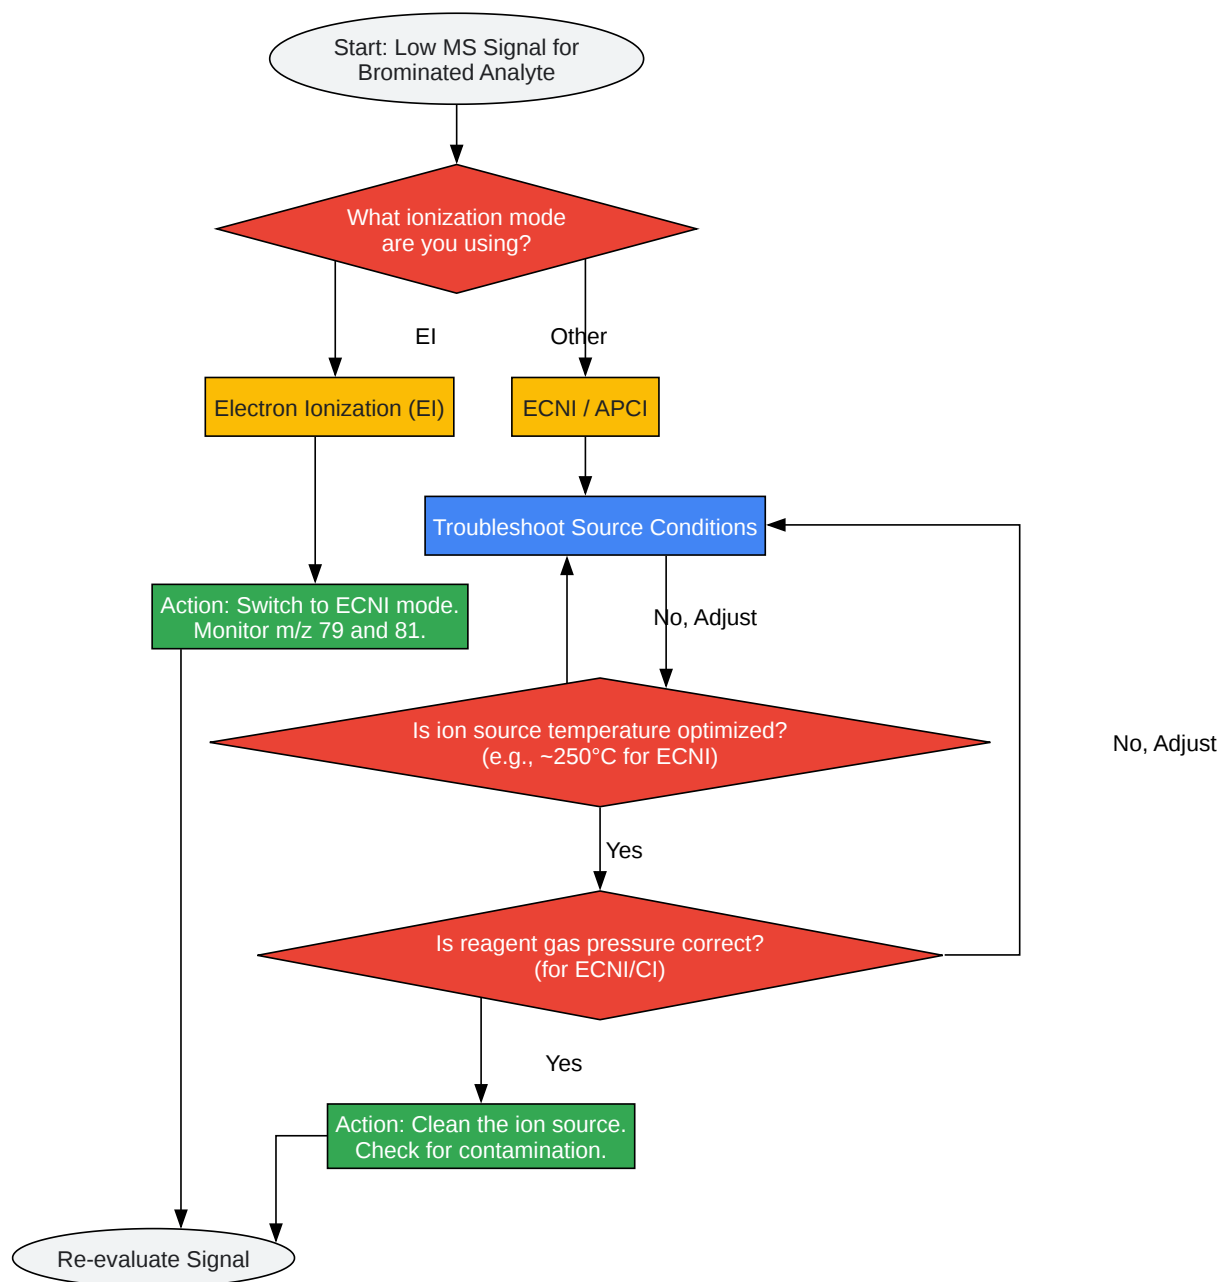 Start: Low MS Signal for
Brominated Analyte
What ionization mode
are you using?
EI
Other
Electron Ionization (EI)
ECNI / APCI
Troubleshoot Source Conditions
Action: Switch to ECNI mode.
Monitor m/z 79 and 81.
No, Adjust
Is ion source temperature optimized?
(e.g., ~250°C for ECNI)
No, Adjust
Yes
Is reagent gas pressure correct?
(for ECNI/CI)
Yes
Action: Clean the ion source.
Check for contamination.
Re-evaluate Signal